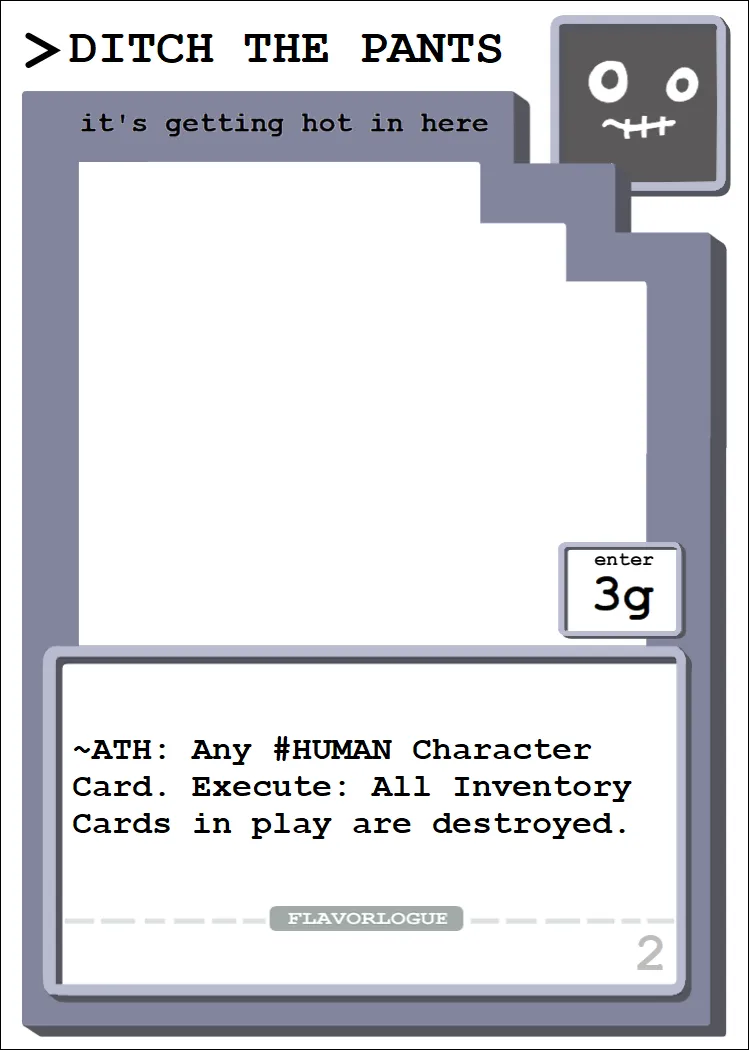 >DITCH THE PANTS
it's getting hot in here
enter
3g
~ATH: Any #HUMAN Character
Card. Execute: All Inventory
Cards in play are destroyed.
FLAVORLOGUE
2